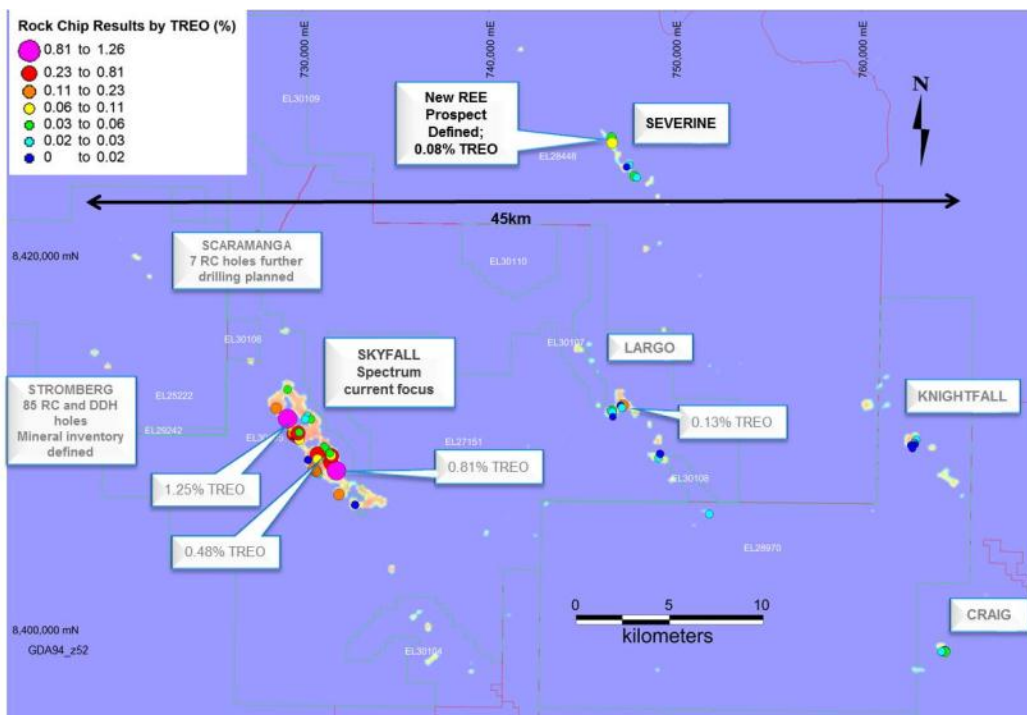 Rock Chip Results by TREO (%)
0.81 to 1.26
0.23 to 0.81
0.11 to 0.23
0.06 to 0.11
0.03 to 0.06
0.02 to 0.03
0 to 0.02
730,000 mE
740,000 mE
750,000 mE
760,000 mE
N
EL30109
New REE
Prospect
Defined;
0.08% TREO
SEVERINE
EL28448
45km
8,420,000 mN
SCARAMANGA
7 RC holes further
drilling planned
EL30110
EL30106
SKYFALL
Spectrum
current focus
EL30107
LARGO
STROMBERG
85 RC and DDH
holes
Mineral inventory
defined
EL25222
EL29242
KNIGHTFALL
0.13% TREO
EL27151
0.81% TREO
1.25% TREO
EL30108
0.48% TREO
EL28970
0 5 10
kilometers
CRAIG
8,400,000 mN
GDA94_z52
EL30104